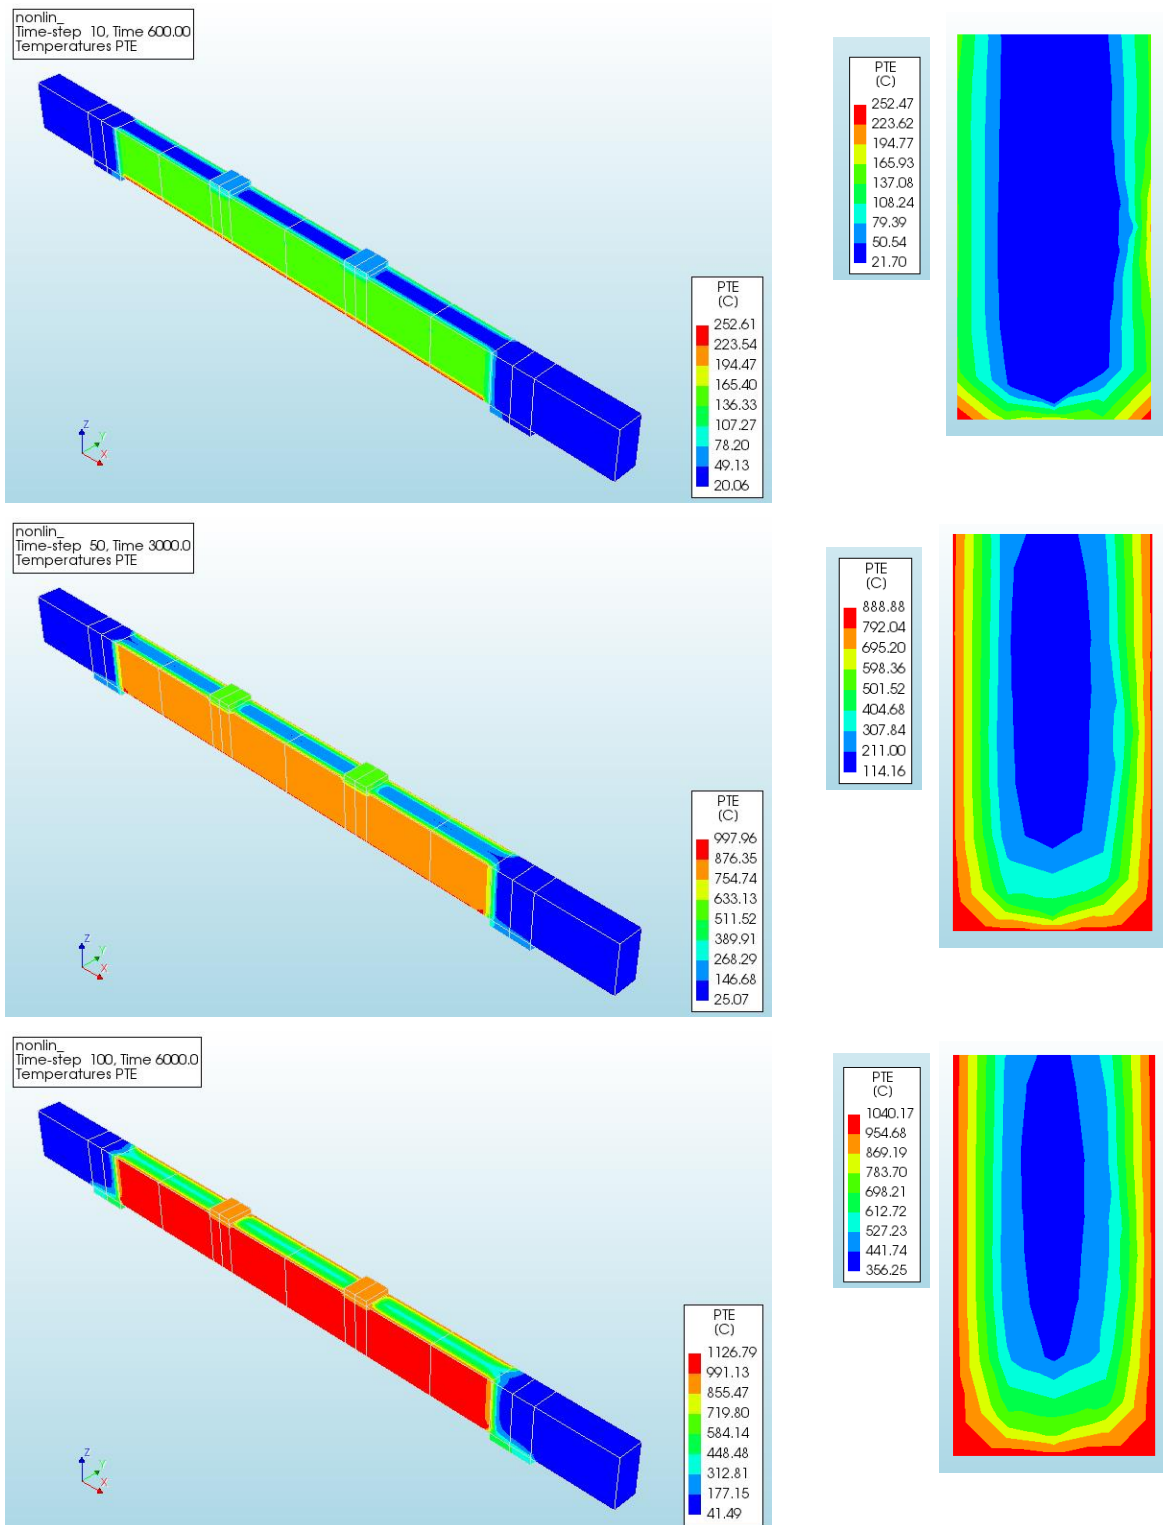 nonlin_
Time-step 10, Time 600.00
Temperatures PTE
PTE
(C)
252.47
223.62
194.77
165.93
137.08
108.24
79.39
50.54
21.70
PTE
(C)
252.61
223.54
194.47
165.40
136.33
107.27
78.20
49.13
20.06
Z
Y
X
nonlin_
Time-step 50, Time 3000.0
Temperatures PTE
PTE
(C)
888.88
792.04
695.20
598.36
501.52
404.68
307.84
211.00
114.16
PTE
(C)
997.96
876.35
754.74
633.13
511.52
389.91
268.29
146.68
25.07
Z
Y
X
nonlin_
Time-step 100, Time 6000.0
Temperatures PTE
PTE
(C)
1040.17
954.68
869.19
783.70
698.21
612.72
527.23
441.74
356.25
PTE
(C)
1126.79
991.13
855.47
719.80
584.14
448.48
312.81
177.15
41.49
Z
Y
X